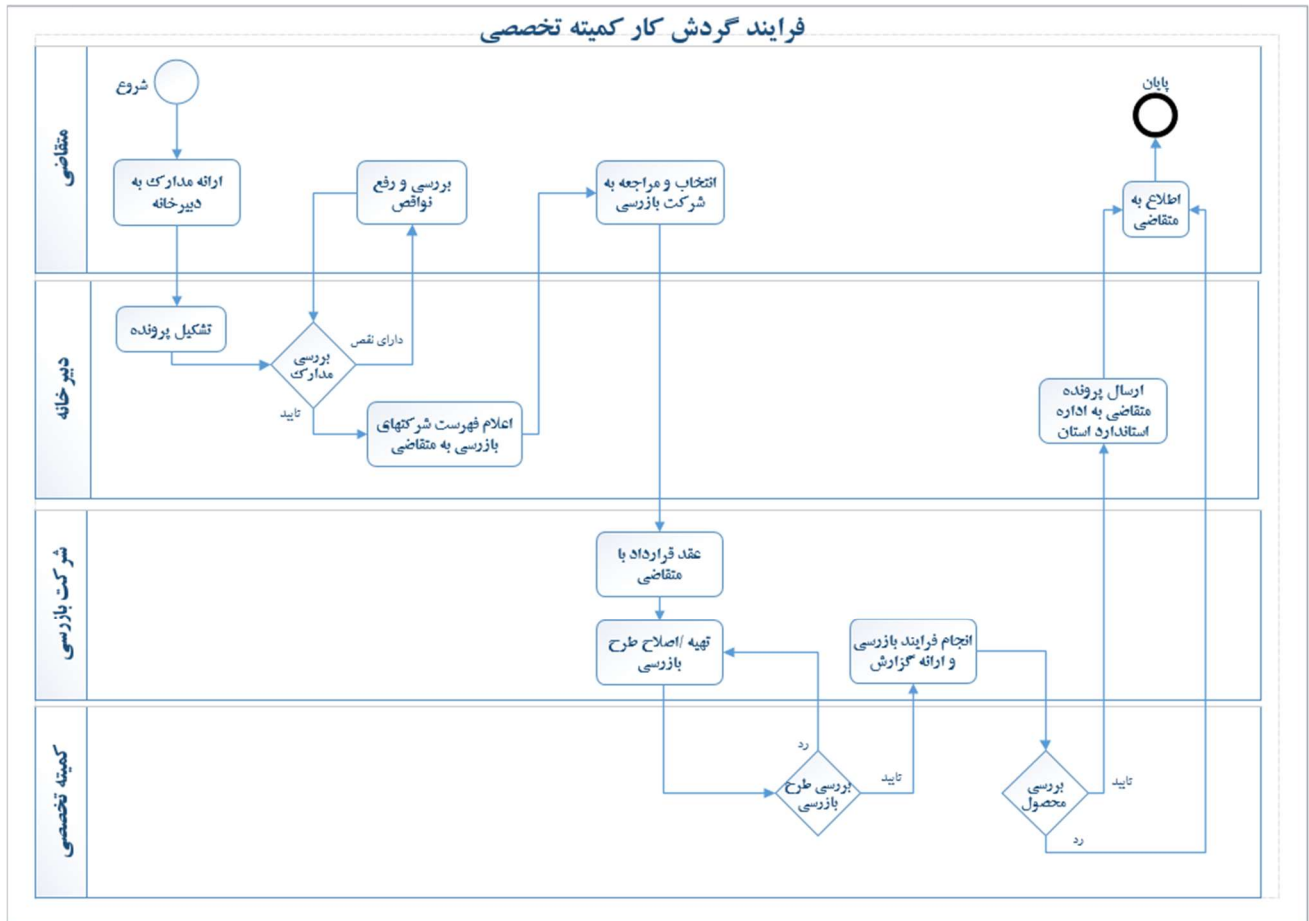 فرایند گردش کار کمیته تخصصی
متقاضی
شروع
ارائه مدارک به
دبیرخانه
بررسی و رفع
نواقص
انتخاب و مراجعه به
شرکت بازرسی
پایان
اطلاع به
متقاضی
دبیرخانه
تشکیل پرونده
بررسی
مدارک
دارای نقص
تایید
اعلام فهرست شرکتهای
بازرسی به متقاضی
ارسال پرونده
متقاضی به اداره
استاندارد استان
شرکت بازرسی
عقد قرارداد با
متقاضی
تهیه /اصلاح طرح
بازرسی
انجام فرایند بازرسی
و ارائه گزارش
کمیته تخصصی
رد
بررسی طرح
بازرسی
تایید
بررسی
محصول
تایید
رد